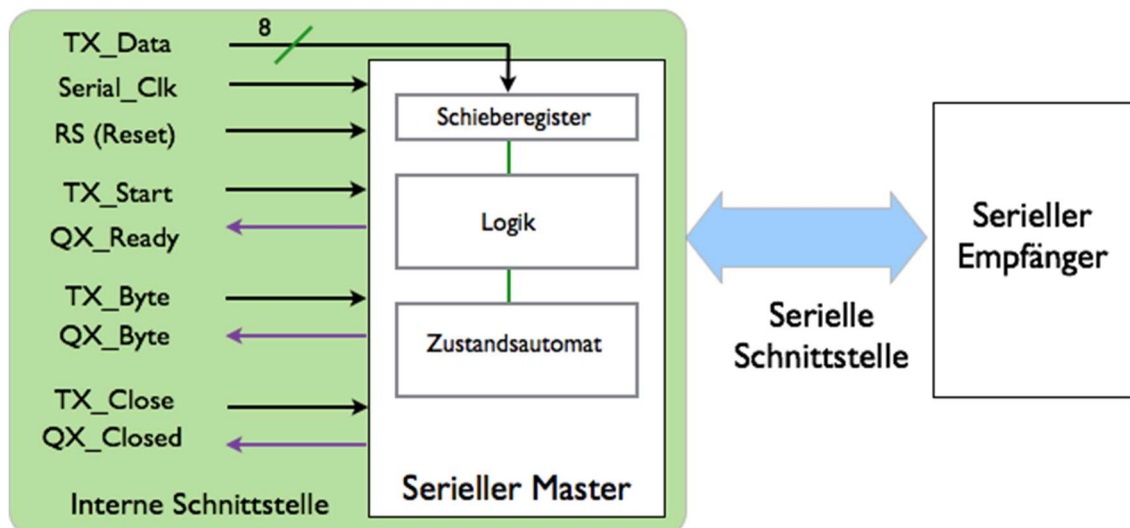 TX_Data
8
Serial_Clk
RS (Reset)
TX_Start
QX_Ready
TX_Byte
QX_Byte
TX_Close
QX_Closed
Interne Schnittstelle
Schieberegister
Logik
Zustandsautomat
Serieller Master
Serielle
Schnittstelle
Serieller
Empfänger